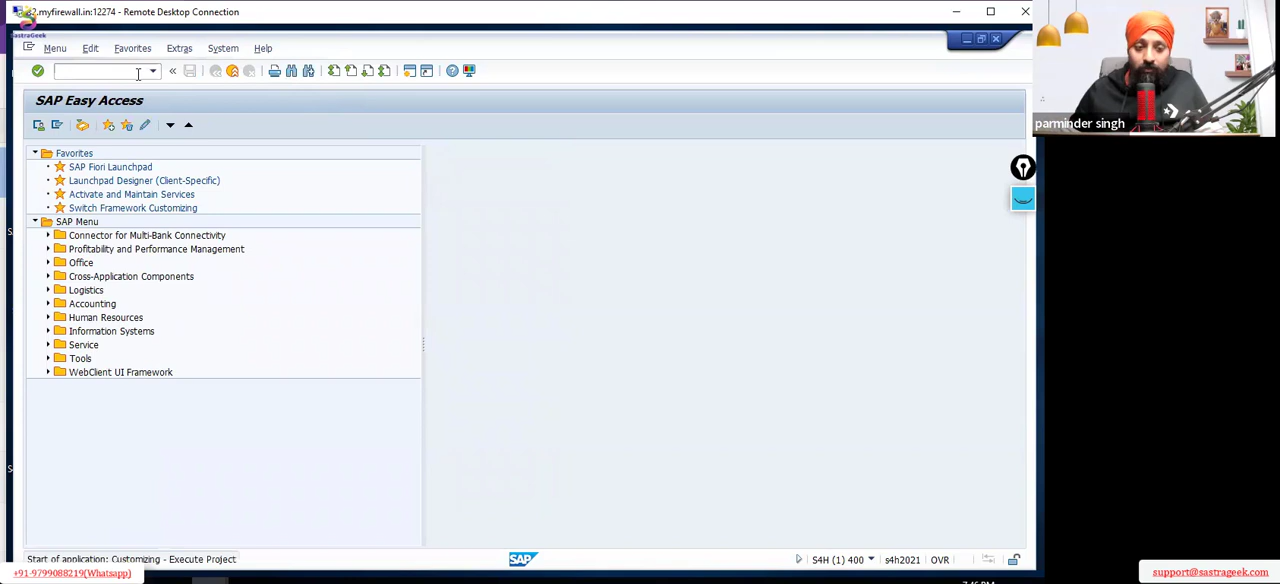 s2.myfirewall.in:12274 - Remote Desktop Connection
SastraGeek
Menu Edit Favorites Extras System Help
SAP Easy Access
parminder singh
Favorites
SAP Fiori Launchpad
Launchpad Designer (Client-Specific)
Activate and Maintain Services
Switch Framework Customizing
SAP Menu
Connector for Multi-Bank Connectivity
Profitability and Performance Management
Office
Cross-Application Components
Logistics
Accounting
Human Resources
Information Systems
Service
Tools
WebClient UI Framework
Start of application: Customizing - Execute Project
SAP
S4H (1) 400 s4h2021 OVR
+91-9799088219(Whatsapp)
support@sastrageek.com